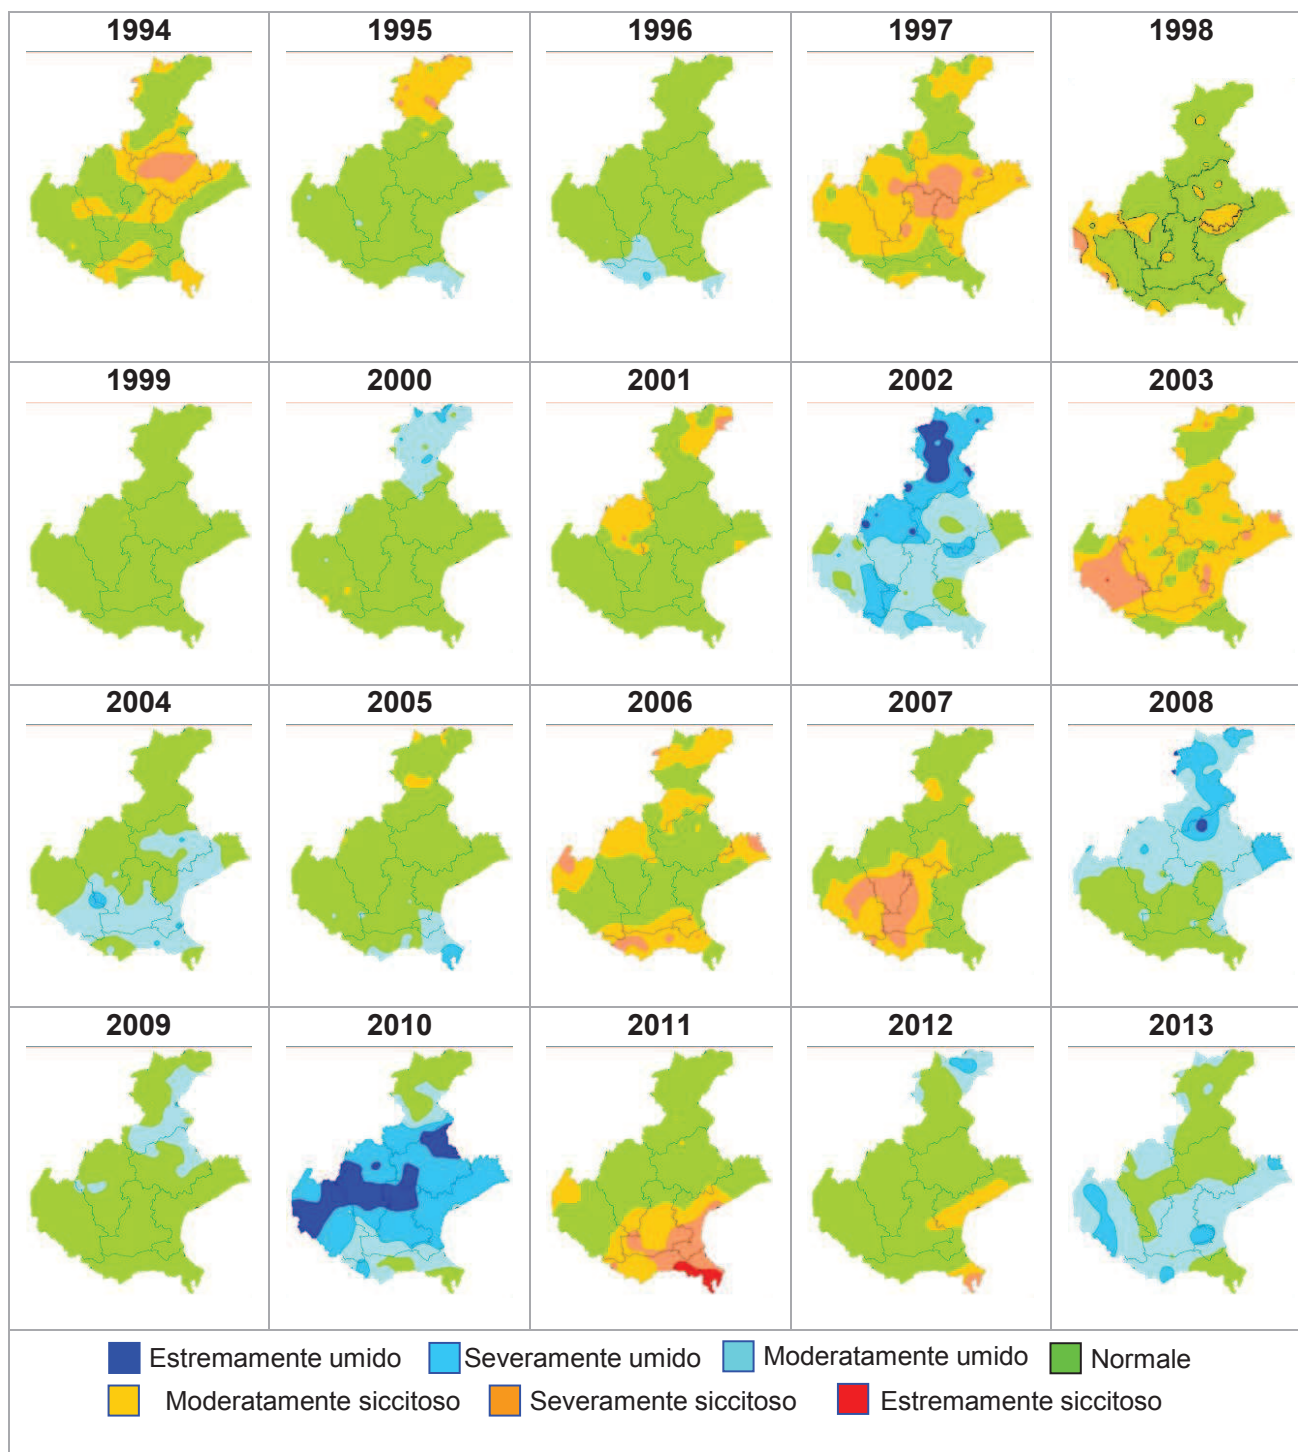 1994 1995 1996 1997 1998
1999 2000 2001 2002 2003
2004 2005 2006 2007 2008
2009 2010 2011 2012 2013
Estremamente umido Severamente umido Moderatamente umido Normale
Moderatamente siccitoso Severamente siccitoso Estremamente siccitoso